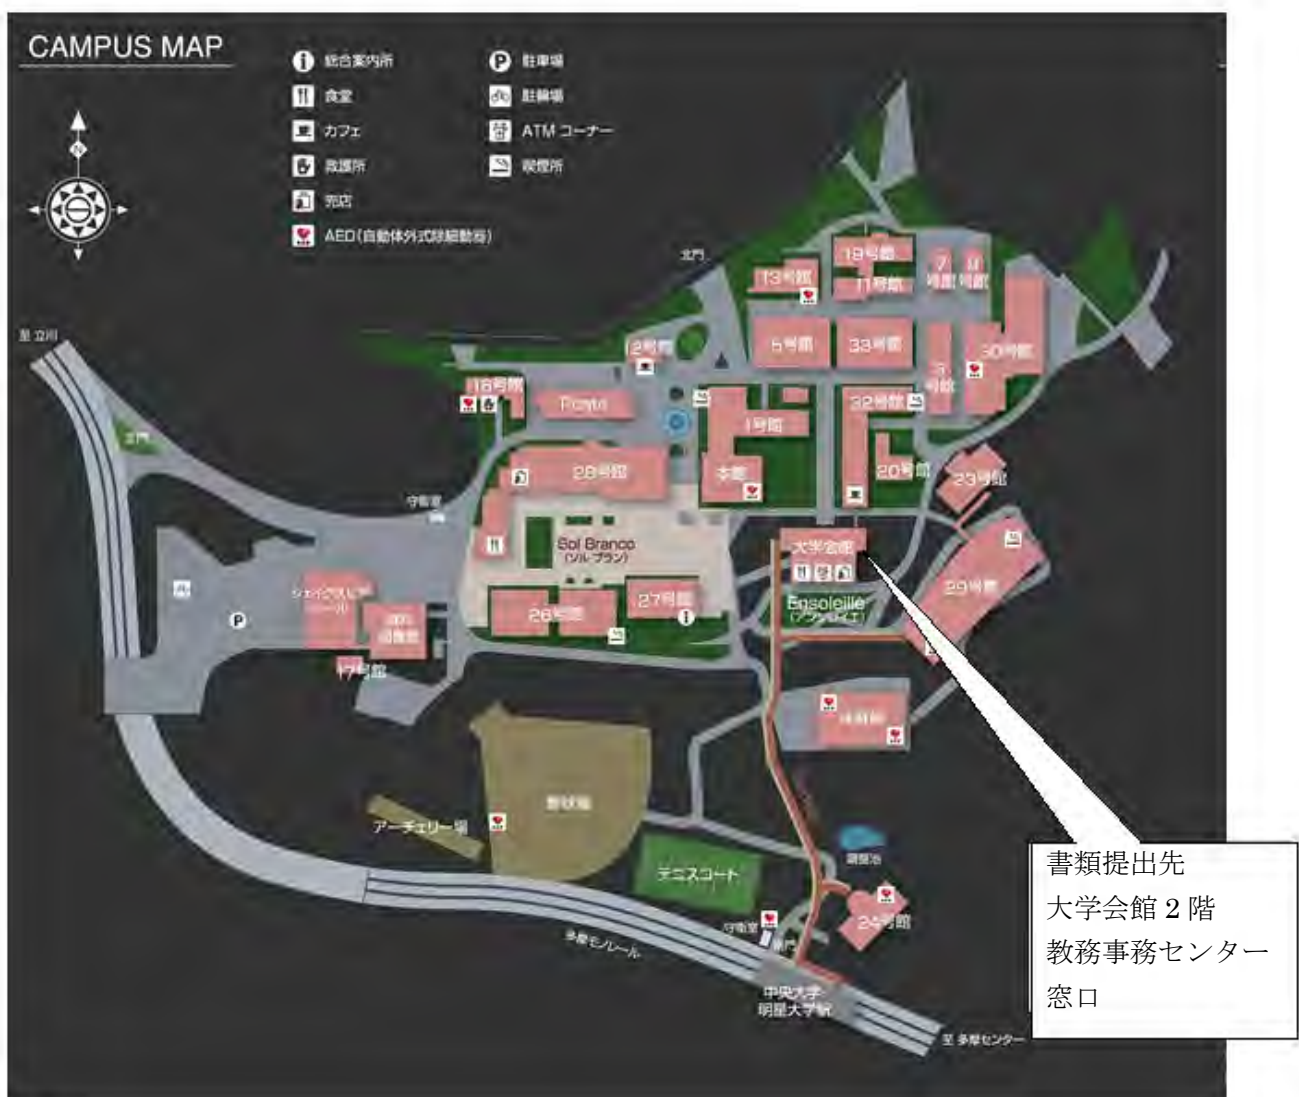 CAMPUS MAP
総合案内所
食堂
カフェ
救護所
売店
AED(自動体外式除細動器)
P 駐車場
駐輪場
ATM コーナー
喫煙所
N
北門
至 立川
正門
守衛室
19号館
13号館
11号館
7号館
9号館
12号館
5号館
33号館
3号館
30号館
16号館
Ponte
1号館
32号館
本館
20号館
23号館
28号館
Sol Branco
(ソル・ブラン)
大学会館
Ensoleillé
29号館
26号館
27号館
P
17号館
体育館
野球場
アーチェリー場
テニスコート
調整池
24号館
守衛室
多摩モノレール
中央大学・
明星大学駅
至 多摩センター
書類提出先
大学会館 2 階
教務事務センター
窓口